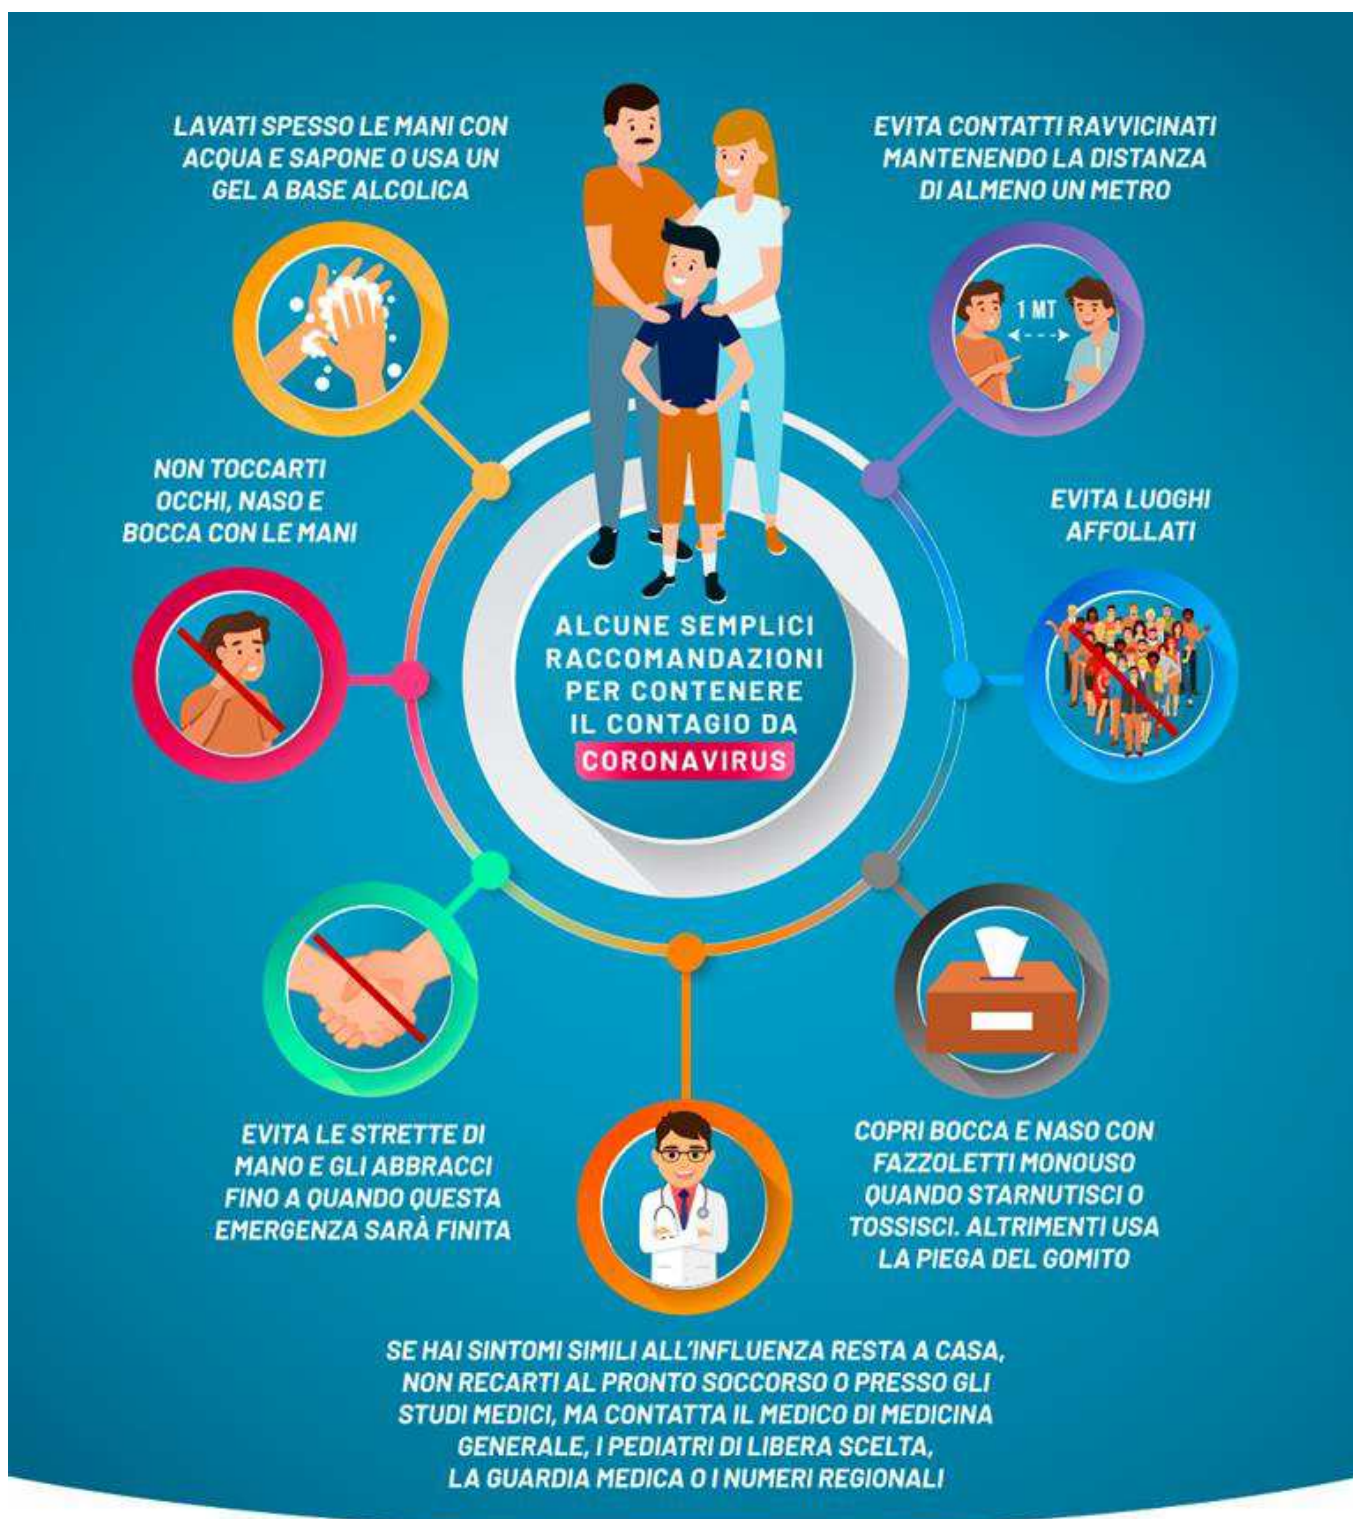 LAVATI SPESSO LE MANI CON
ACQUA E SAPONE O USA UN
GEL A BASE ALCOLICA
EVITA CONTATTI RAVVICINATI
MANTENENDO LA DISTANZA
DI ALMENO UN METRO
1 MT
NON TOCCARTI
OCCHI, NASO E
BOCCA CON LE MANI
EVITA LUOGHI
AFFOLLATI
ALCUNE SEMPLICI
RACCOMANDAZIONI
PER CONTENERE
IL CONTAGIO DA
CORONAVIRUS
EVITA LE STRETTE DI
MANO E GLI ABBRACCI
FINO A QUANDO QUESTA
EMERGENZA SARÀ FINITA
COPRI BOCCA E NASO CON
FAZZOLETTI MONOUSO
QUANDO STARNUTISCI O
TOSSISCI. ALTRIMENTI USA
LA PIEGA DEL GOMITO
SE HAI SINTOMI SIMILI ALL'INFLUENZA RESTA A CASA,
NON RECARTI AL PRONTO SOCCORSO O PRESSO GLI
STUDI MEDICI, MA CONTATTA IL MEDICO DI MEDICINA
GENERALE, I PEDIATRI DI LIBERA SCELTA,
LA GUARDIA MEDICA O I NUMERI REGIONALI